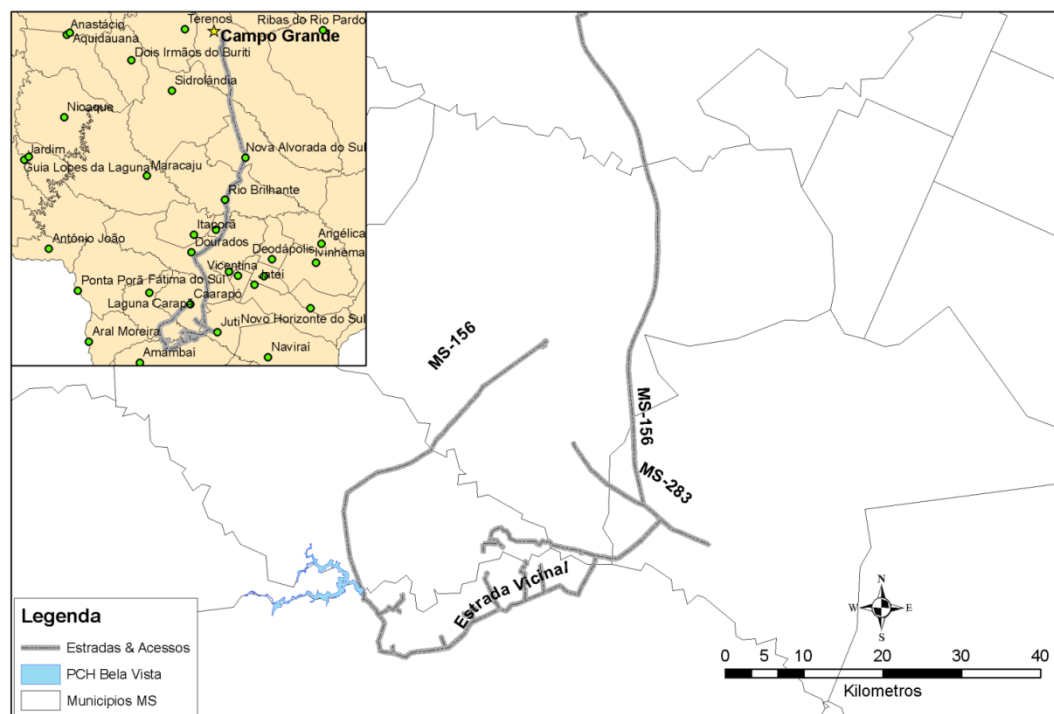 Terenos
Ribas do Rio Pardo
Anastácio
Aquidauana
Campo Grande
Dois Irmãos do Buriti
Sidrolândia
Nioaque
Jardim
Guia Lopes da Laguna
Maracaju
Nova Alvorada do Sul
Rio Brilhante
Itaporã
Dourados
Antônio João
Angélica
Ivinhema
Deodápolis
Vicentina
Jateí
Ponta Porã
Fátima do Sul
Laguna Carapã
Caarapó
Aral Moreira
Juti
Novo Horizonte do Sul
Amambaí
Naviraí
MS-156
MS-156
MS-283
Estrada Vicinal
Legenda
Estradas & Acessos
PCH Bela Vista
Municipios MS
N
W
E
S
0 5 10 20 30 40
Kilometros